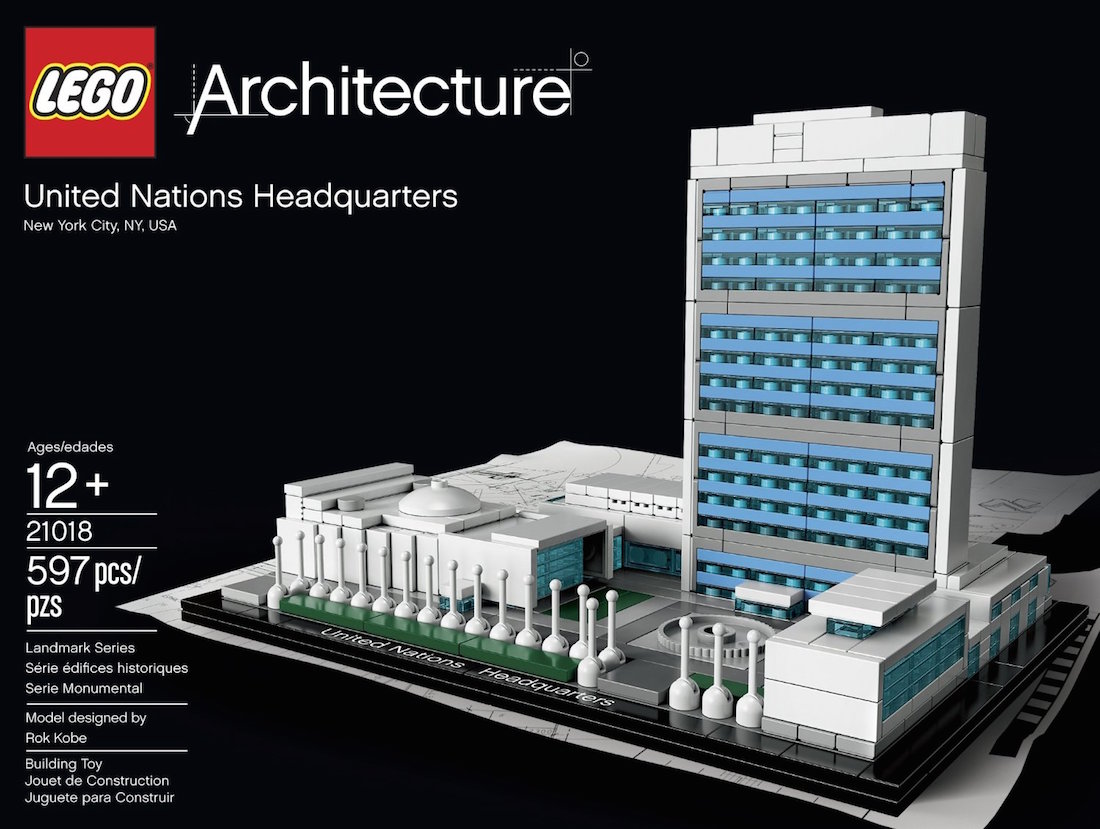 LEGO
Architecture
United Nations Headquarters
New York City, NY, USA
Ages/edades
12+
21018
597 pcs/
pzs
Landmark Series
Série édifices historiques
Serie Monumental
Model designed by
Rok Kobe
Building Toy
Jouet de Construction
Juguete para Construir
United Nations Headquarters